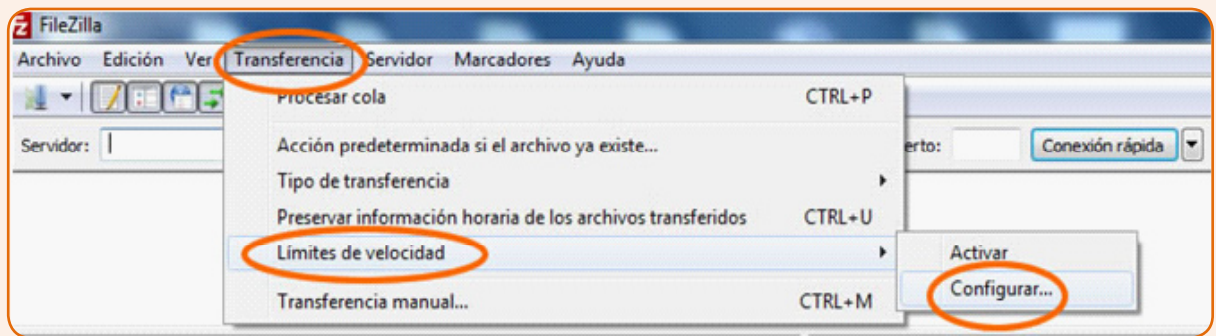 FileZilla
Archivo Edición Ver Transferencia Servidor Marcadores Ayuda
Procesar cola CTRL+P
Servidor: erto: Conexión rápida
Acción predeterminada si el archivo ya existe...
Tipo de transferencia
Preservar información horaria de los archivos transferidos CTRL+U
Límites de velocidad Activar
Configurar...
Transferencia manual... CTRL+M